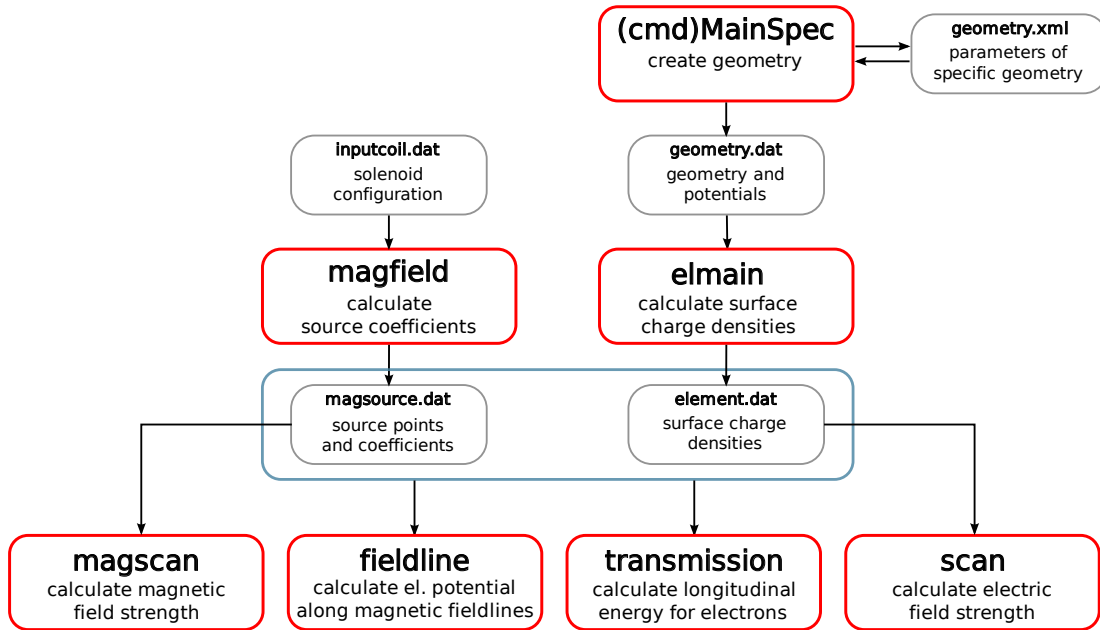 (cmd)MainSpec
create geometry
geometry.xml
parameters of
specific geometry
inputcoil.dat
solenoid
configuration
geometry.dat
geometry and
potentials
magfield
calculate
source coefficients
elmain
calculate surface
charge densities
magsource.dat
source points
and coefficients
element.dat
surface charge
densities
magscan
calculate magnetic
field strength
fieldline
calculate el. potential
along magnetic fieldlines
transmission
calculate longitudinal
energy for electrons
scan
calculate electric
field strength